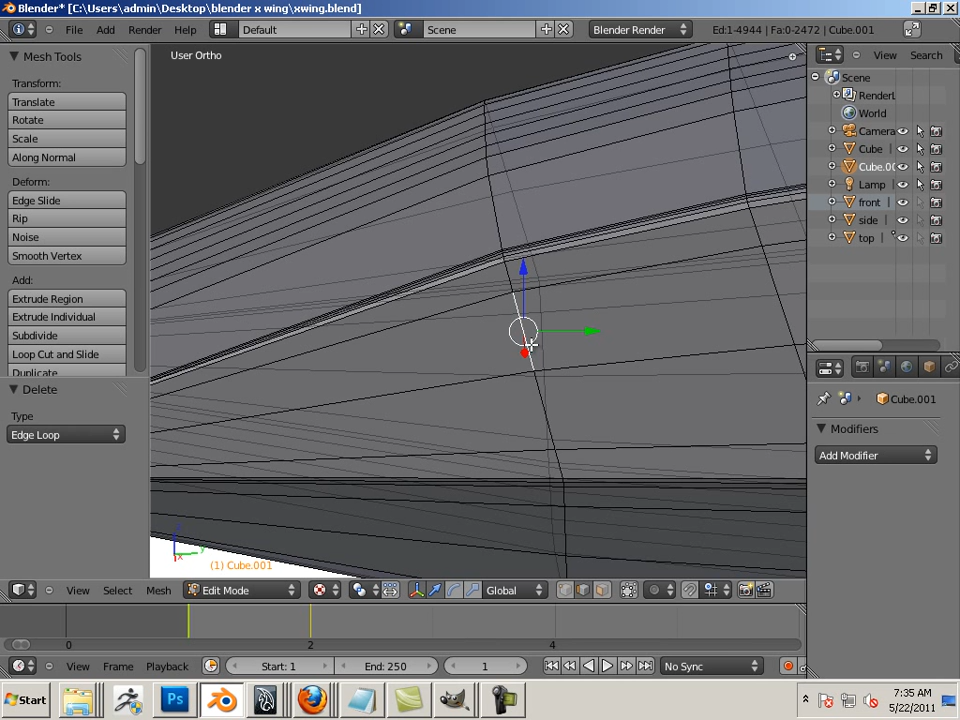 Blender* [C:\Users\admin\Desktop\blender x wing\xwing.blend]
File Add Render Help Default Scene Blender Render Ed:1-4944 | Fa:0-2472 | Cube.001
Mesh Tools
Transform:
Translate
Rotate
Scale
Along Normal
Deform:
Edge Slide
Rip
Noise
Smooth Vertex
Add:
Extrude Region
Extrude Individual
Subdivide
Loop Cut and Slide
Duplicate
Delete
Type
Edge Loop
User Ortho
(1) Cube.001
View Search
Scene
RenderL
World
Camera
Cube
Cube.00
Lamp
front
side
top
Cube.001
Modifiers
Add Modifier
View Select Mesh Edit Mode Global
0 2 4
View Frame Playback Start: 1 End: 250 1 No Sync
Start Ps 7:35 AM
5/22/2011